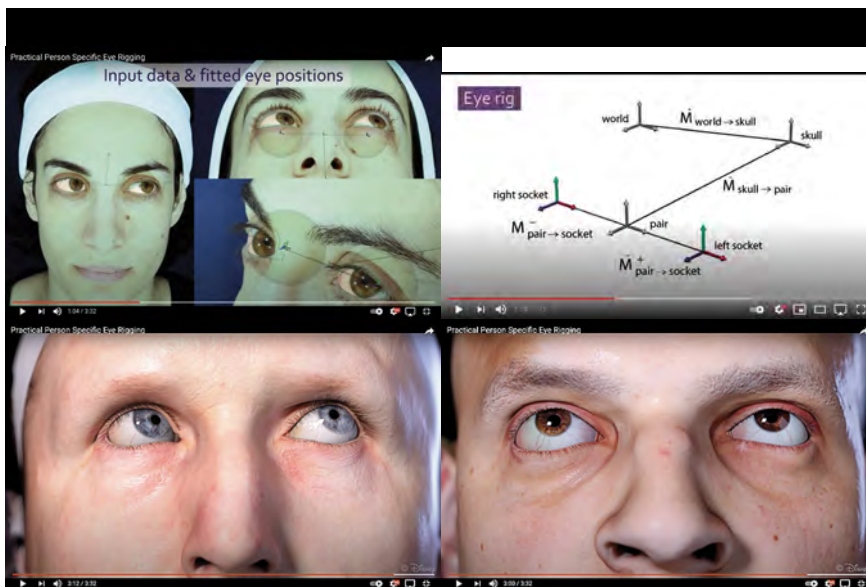 Practical Person Specific Eye Rigging
Input data & fitted eye positions
1:04 / 3:32
Eye rig
world
M world → skull
skull
M skull → pair
right socket
M⁻ pair → socket
pair
left socket
M⁺ pair → socket
Practical Person Specific Eye Rigging
© Disney
3:12 / 3:32
Practical Person Specific Eye Rigging
© Disney
3:00 / 3:32